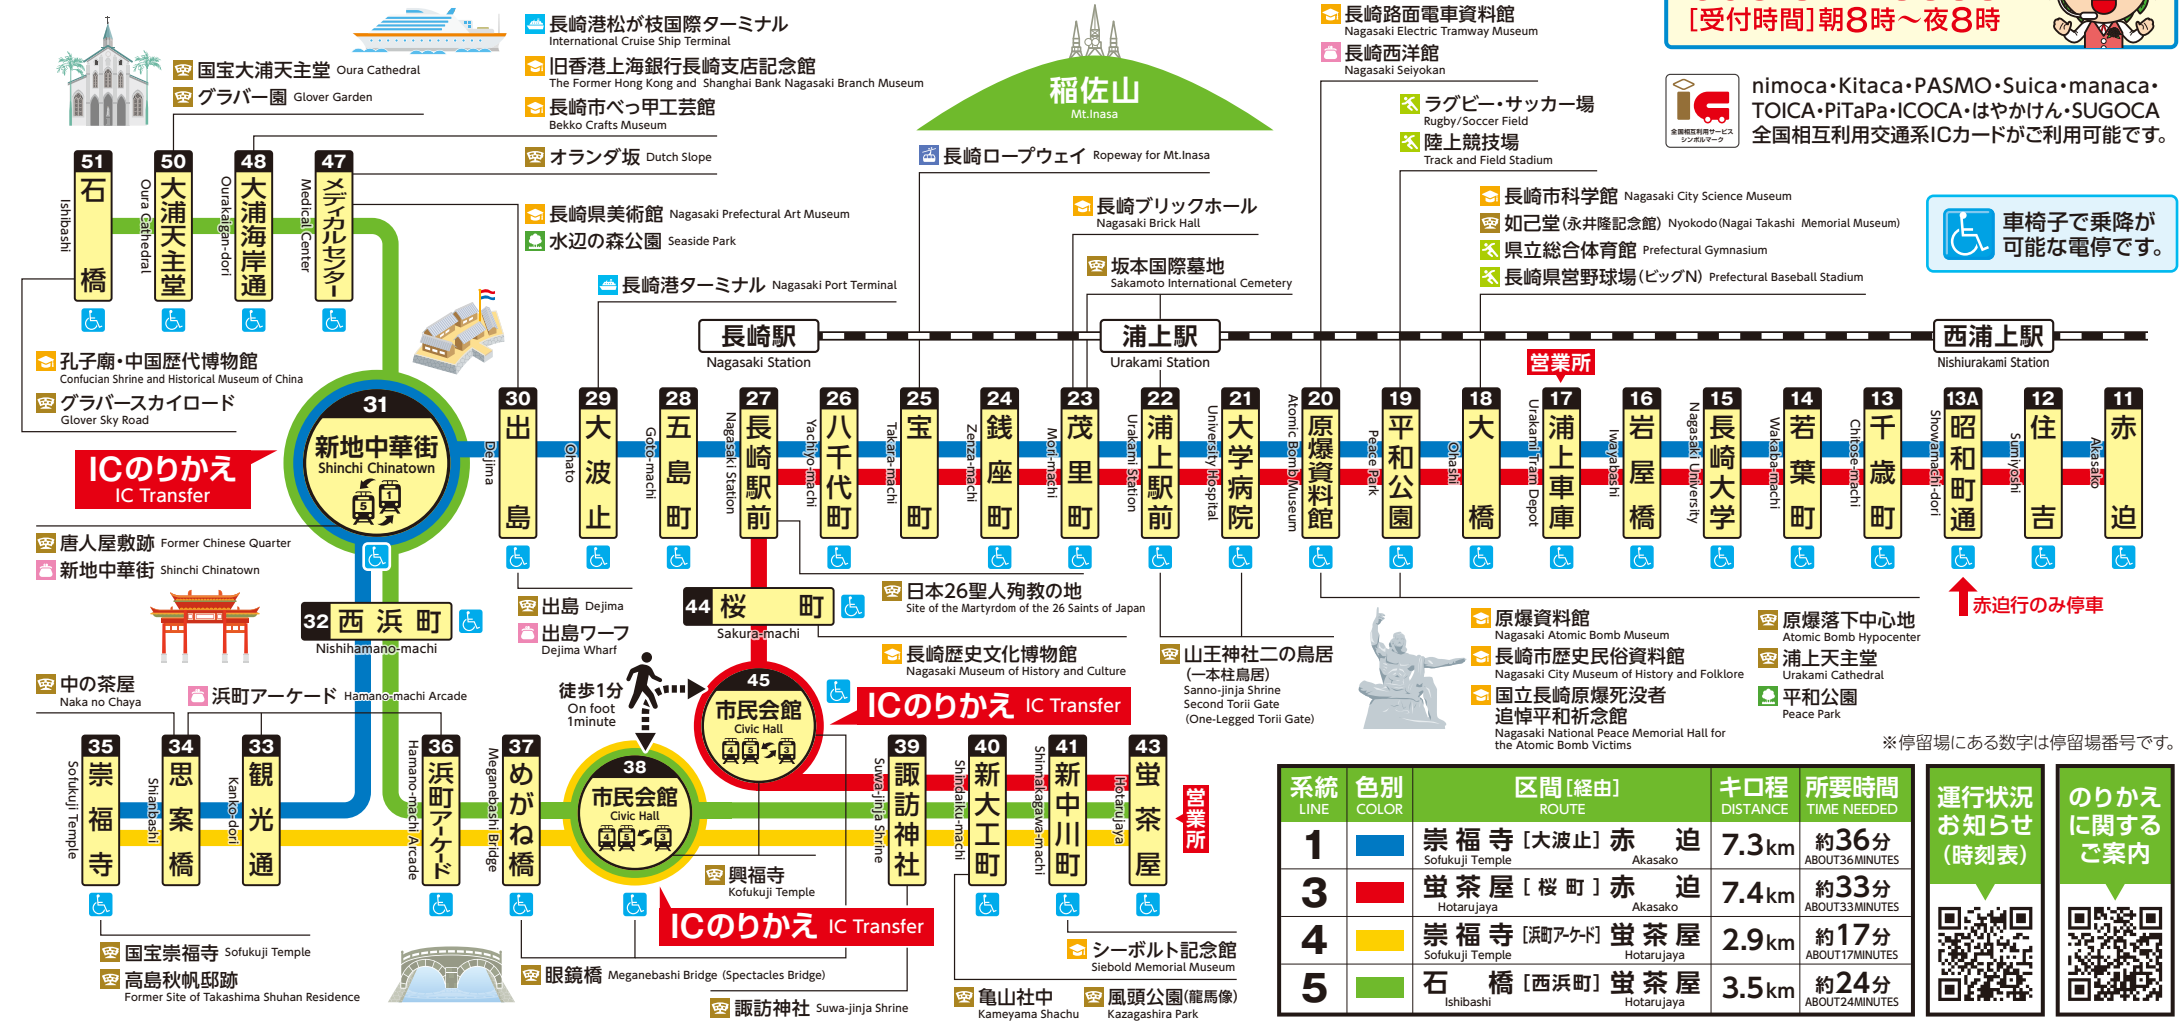 [受付時間]朝8時～夜8時
全国相互利用サービス
シンボルマーク
nimoca・Kitaca・PASMO・Suica・manaca・
TOICA・PiTaPa・ICOCA・はやかけん・SUGOCA
全国相互利用交通系ICカードがご利用可能です。
車椅子で乗降が
可能な電停です。
国宝大浦天主堂 Oura Cathedral
グラバー園 Glover Garden
長崎港松が枝国際ターミナル
International Cruise Ship Terminal
旧香港上海銀行長崎支店記念館
The Former Hong Kong and Shanghai Bank Nagasaki Branch Museum
長崎市べっ甲工芸館
Bekko Crafts Museum
オランダ坂 Dutch Slope
長崎県美術館 Nagasaki Prefectural Art Museum
水辺の森公園 Seaside Park
長崎港ターミナル Nagasaki Port Terminal
稲佐山
Mt.Inasa
長崎ロープウェイ Ropeway for Mt.Inasa
長崎ブリックホール
Nagasaki Brick Hall
坂本国際墓地
Sakamoto International Cemetery
長崎路面電車資料館
Nagasaki Electric Tramway Museum
長崎西洋館
Nagasaki Seiyokan
ラグビー・サッカー場
Rugby/Soccer Field
陸上競技場
Track and Field Stadium
長崎市科学館 Nagasaki City Science Museum
如己堂(永井隆記念館) Nyokodo(Nagai Takashi Memorial Museum)
県立総合体育館 Prefectural Gymnasium
長崎県営野球場(ビッグN) Prefectural Baseball Stadium
51
石橋
Ishibashi
50
大浦天主堂
Oura Cathedral
48
大浦海岸通
Ourakaigan-dori
47
メディカルセンター
Medical Center
孔子廟・中国歴代博物館
Confucian Shrine and Historical Museum of China
グラバースカイロード
Glover Sky Road
長崎駅
Nagasaki Station
浦上駅
Urakami Station
西浦上駅
Nishiurakami Station
営業所
31
新地中華街
Shinchi Chinatown
5
1
ICのりかえ
IC Transfer
30
出島
Dejima
29
大波止
Ohato
28
五島町
Goto-machi
27
長崎駅前
Nagasaki Station
26
八千代町
Yachiyo-machi
25
宝町
Takara-machi
24
銭座町
Zenza-machi
23
茂里町
Mori-machi
22
浦上駅前
Urakami Station
21
大学病院
University Hospital
20
原爆資料館
Atomic Bomb Museum
19
平和公園
Peace Park
18
大橋
Ohashi
17
浦上車庫
Urakami Tram Depot
16
岩屋橋
Iwayabashi
15
長崎大学
Nagasaki University
14
若葉町
Wakaba-machi
13
千歳町
Chitose-machi
13A
昭和町通
Showamachi-dori
12
住吉
Sumiyoshi
11
赤迫
Akasako
赤迫行のみ停車
唐人屋敷跡 Former Chinese Quarter
新地中華街 Shinchi Chinatown
32 西浜町
Nishihamano-machi
出島 Dejima
出島ワーフ
Dejima Wharf
44 桜町
Sakura-machi
日本26聖人殉教の地
Site of the Martyrdom of the 26 Saints of Japan
長崎歴史文化博物館
Nagasaki Museum of History and Culture
山王神社二の鳥居
(一本柱鳥居)
Sanno-jinja Shrine
Second Torii Gate
(One-Legged Torii Gate)
原爆資料館
Nagasaki Atomic Bomb Museum
長崎市歴史民俗資料館
Nagasaki City Museum of History and Folklore
国立長崎原爆死没者
追悼平和祈念館
Nagasaki National Peace Memorial Hall for
the Atomic Bomb Victims
原爆落下中心地
Atomic Bomb Hypocenter
浦上天主堂
Urakami Cathedral
平和公園
Peace Park
※停留場にある数字は停留場番号です。
中の茶屋
Naka no Chaya
浜町アーケード Hamano-machi Arcade
徒歩1分
On foot
1minute
45
市民会館
Civic Hall
4 5 3
ICのりかえ IC Transfer
35
崇福寺
Sofukuji Temple
34
思案橋
Shianbashi
33
観光通
Kanko-dori
36
浜町アーケード
Hamano-machi Arcade
37
めがね橋
Meganebashi Bridge
38
市民会館
Civic Hall
4 5 3
ICのりかえ IC Transfer
39
諏訪神社
Suwa-jinja Shrine
40
新大工町
Shindaiku-machi
41
新中川町
Shinnakagawa-machi
43
蛍茶屋
Hotarujaya
営業所
興福寺
Kofukuji Temple
国宝崇福寺 Sofukuji Temple
高島秋帆邸跡
Former Site of Takashima Shuhan Residence
眼鏡橋 Meganebashi Bridge (Spectacles Bridge)
諏訪神社 Suwa-jinja Shrine
シーボルト記念館
Siebold Memorial Museum
亀山社中
Kameyama Shachu
風頭公園(龍馬像)
Kazagashira Park
系統 色別 区間[経由] キロ程 所要時間
LINE COLOR ROUTE DISTANCE TIME NEEDED
1 崇福寺 [大波止] 赤迫 7.3km 約36分
Sofukuji Temple Akasako ABOUT36MINUTES
3 蛍茶屋 [桜町] 赤迫 7.4km 約33分
Hotarujaya Akasako ABOUT33MINUTES
4 崇福寺 [浜町アーケード] 蛍茶屋 2.9km 約17分
Sofukuji Temple Hotarujaya ABOUT17MINUTES
5 石橋 [西浜町] 蛍茶屋 3.5km 約24分
Ishibashi Hotarujaya ABOUT24MINUTES
運行状況
お知らせ
(時刻表)
のりかえ
に関する
ご案内